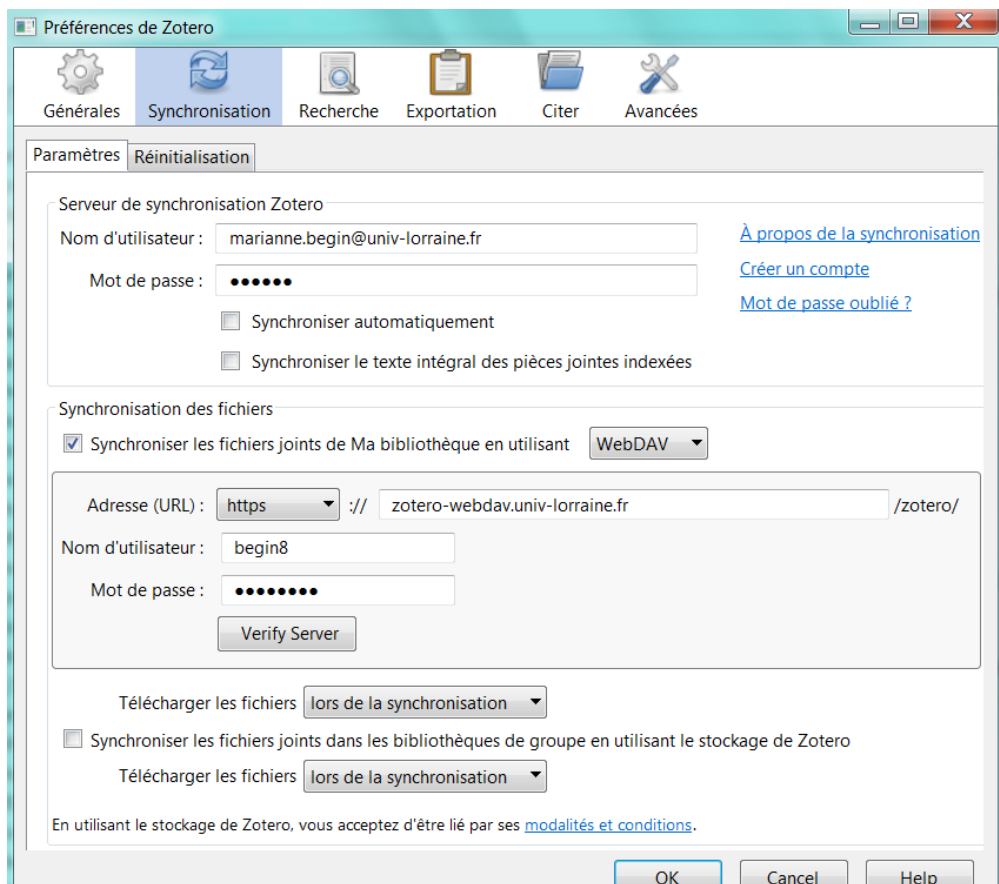 Préférences de Zotero
Générales Synchronisation Recherche Exportation Citer Avancées
Paramètres Réinitialisation
Serveur de synchronisation Zotero
Nom d'utilisateur : marianne.begin@univ-lorraine.fr À propos de la synchronisation
Créer un compte
Mot de passe : ●●●●●●
Mot de passe oublié ?
Synchroniser automatiquement
Synchroniser le texte intégral des pièces jointes indexées
Synchronisation des fichiers
Synchroniser les fichiers joints de Ma bibliothèque en utilisant WebDAV
Adresse (URL) : https :// zotero-webdav.univ-lorraine.fr /zotero/
Nom d'utilisateur : begin8
Mot de passe : ●●●●●●●●
Verify Server
Télécharger les fichiers lors de la synchronisation
Synchroniser les fichiers joints dans les bibliothèques de groupe en utilisant le stockage de Zotero
Télécharger les fichiers lors de la synchronisation
En utilisant le stockage de Zotero, vous acceptez d'être lié par ses modalités et conditions.
OK Cancel Help